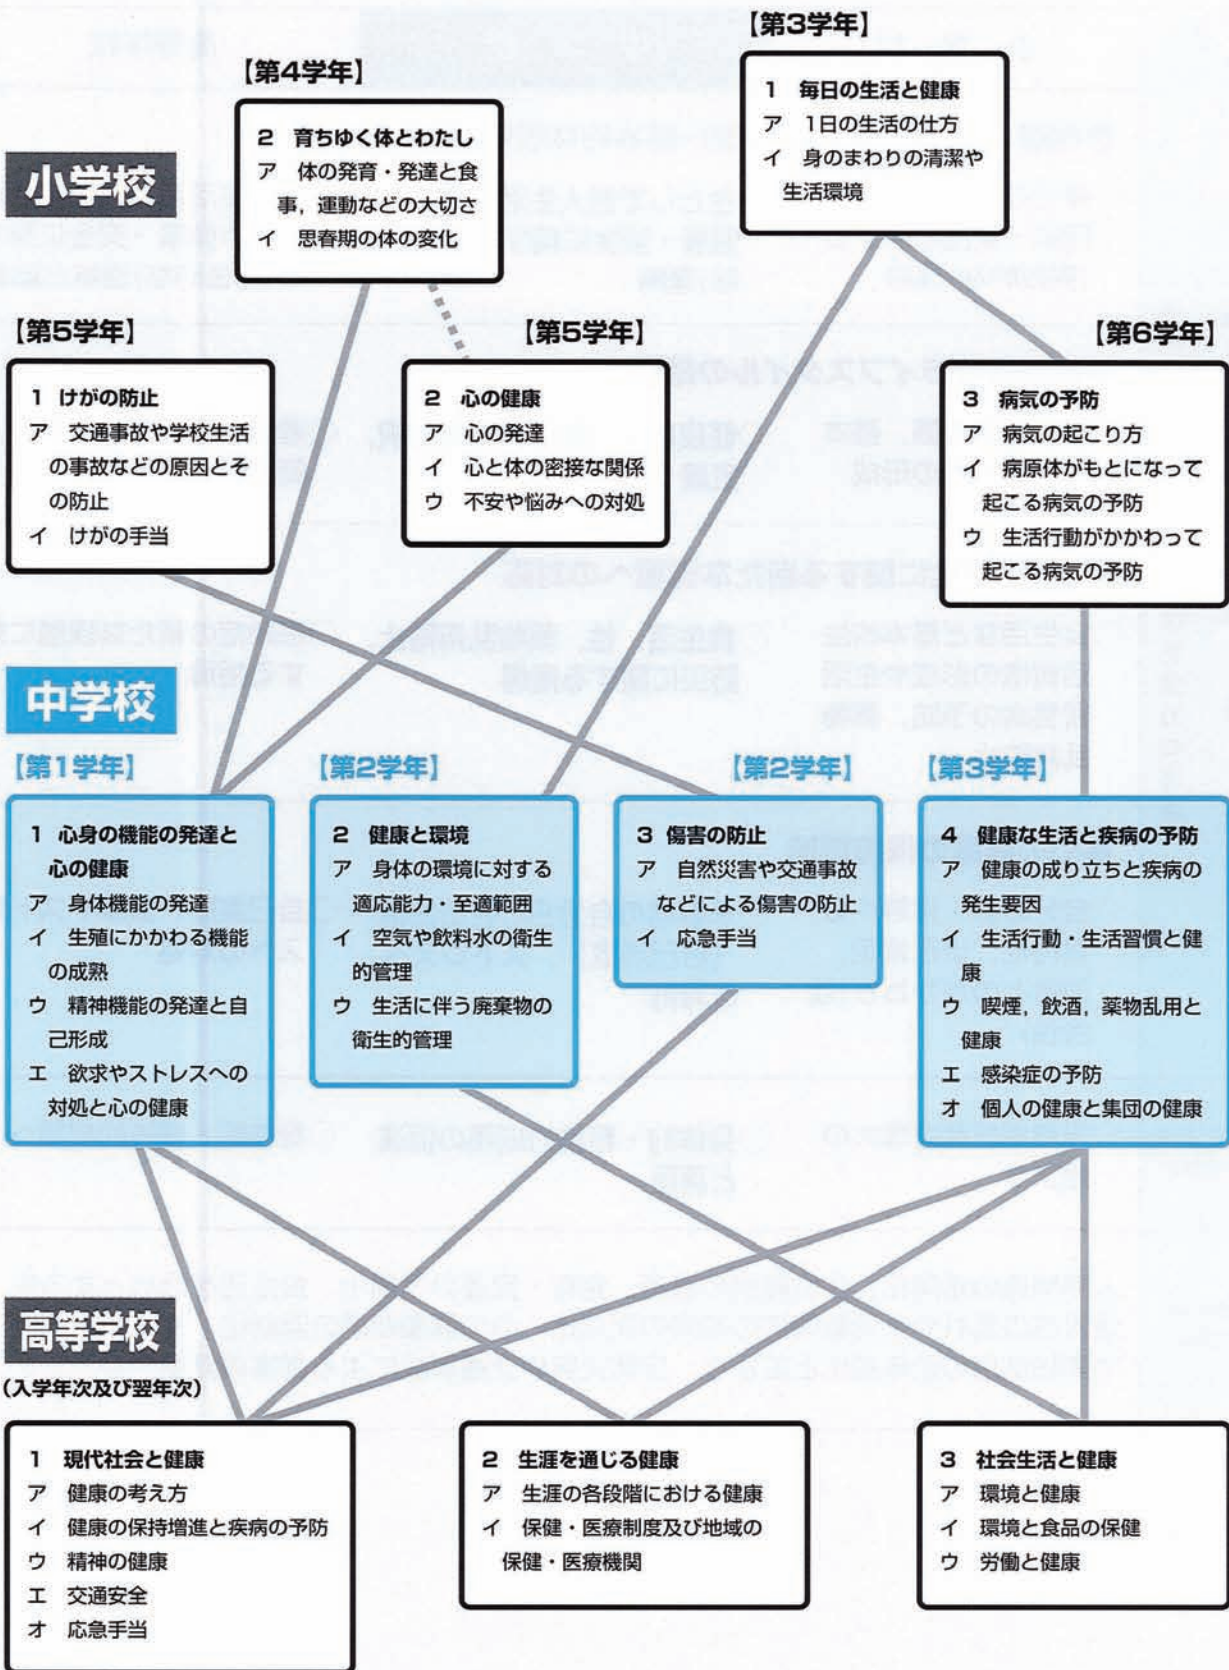 【第3学年】
1 毎日の生活と健康
ア 1日の生活の仕方
イ 身のまわりの清潔や
生活環境
【第4学年】
2 育ちゆく体とわたし
ア 体の発育・発達と食
事，運動などの大切さ
イ 思春期の体の変化
小学校
【第5学年】
1 けがの防止
ア 交通事故や学校生活
の事故などの原因とそ
の防止
イ けがの手当
【第5学年】
2 心の健康
ア 心の発達
イ 心と体の密接な関係
ウ 不安や悩みへの対処
【第6学年】
3 病気の予防
ア 病気の起こり方
イ 病原体がもとになって
起こる病気の予防
ウ 生活行動がかかわって
起こる病気の予防
中学校
【第1学年】
1 心身の機能の発達と
心の健康
ア 身体機能の発達
イ 生殖にかかわる機能
の成熟
ウ 精神機能の発達と自
己形成
エ 欲求やストレスへの
対処と心の健康
【第2学年】
2 健康と環境
ア 身体の環境に対する
適応能力・至適範囲
イ 空気や飲料水の衛生
的管理
ウ 生活に伴う廃棄物の
衛生的管理
【第2学年】
3 傷害の防止
ア 自然災害や交通事故
などによる傷害の防止
イ 応急手当
【第3学年】
4 健康な生活と疾病の予防
ア 健康の成り立ちと疾病の
発生要因
イ 生活行動・生活習慣と健
康
ウ 喫煙，飲酒，薬物乱用と
健康
エ 感染症の予防
オ 個人の健康と集団の健康
高等学校
（入学年次及び翌年次）
1 現代社会と健康
ア 健康の考え方
イ 健康の保持増進と疾病の予防
ウ 精神の健康
エ 交通安全
オ 応急手当
2 生涯を通じる健康
ア 生涯の各段階における健康
イ 保健・医療制度及び地域の
保健・医療機関
3 社会生活と健康
ア 環境と健康
イ 環境と食品の保健
ウ 労働と健康